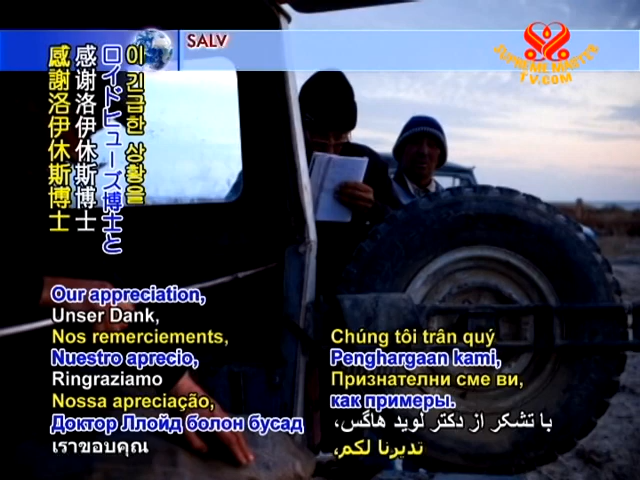 SALV
SUPREME MASTER
TV.COM
이 긴급한 상황을
ロイドヒューズ博士と
感谢洛伊休斯博士
感謝洛伊休斯博士
Our appreciation,
Unser Dank,
Nos remerciements,
Nuestro aprecio,
Ringraziamo
Nossa apreciação,
Доктор Ллойд болон бусад
เราขอบคุณ
Chúng tôi trân quý
Penghargaan kami,
Признателни сме ви,
как примеры.
با تشکر از دکتر لوید هاگس،
تديرنا لكم،